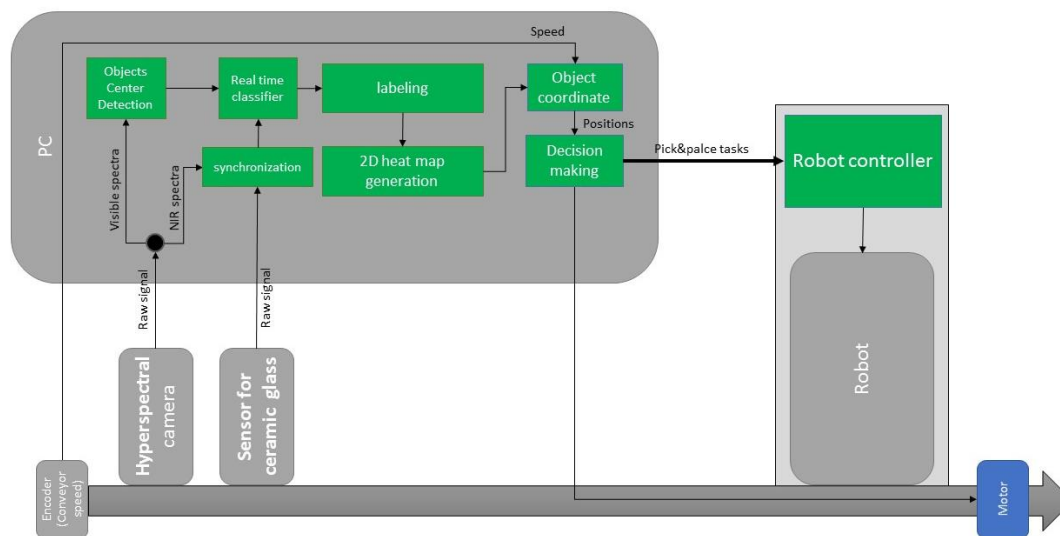 Speed
Objects
Center
Detection
Real time
classifier
labeling
Object
coordinate
PC
Positions
synchronization
2D heat map
generation
Decision
making
Pick&palce tasks
Robot controller
Visible spectra
NIR spectra
Raw signal
Raw signal
Hyperspectral
camera
Sensor for
ceramic glass
Robot
Encoder
(Conveyor
speed)
Motor